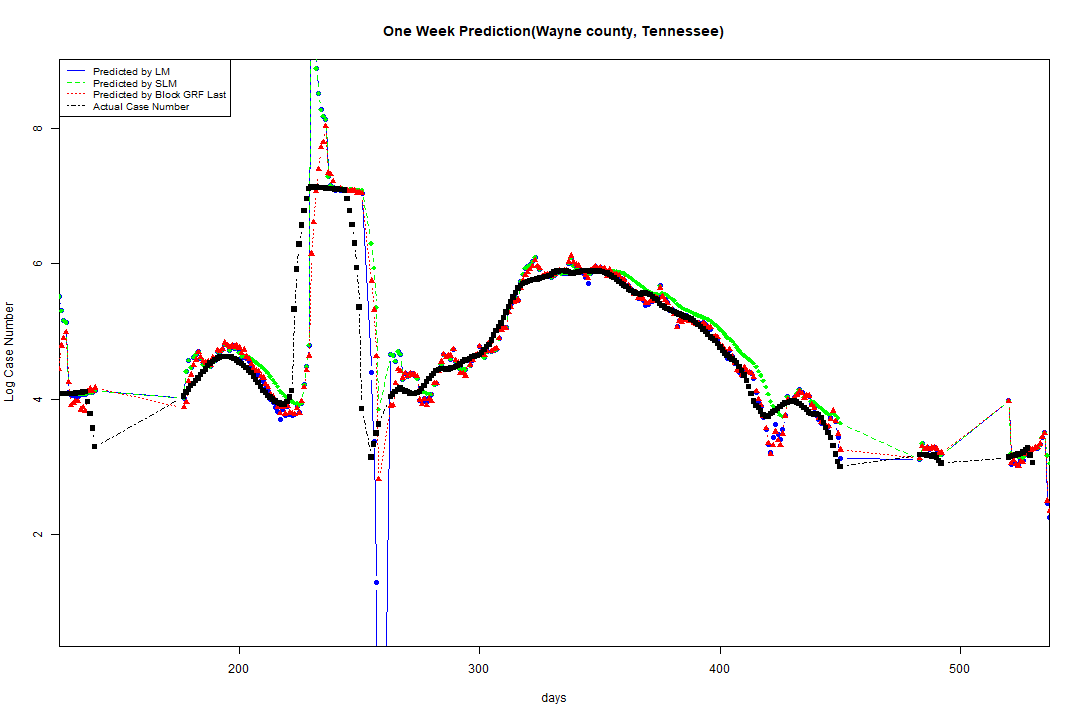 One Week Prediction(Wayne county, Tennessee)
Predicted by LM
Predicted by SLM
Predicted by Block GRF Last
Actual Case Number
8
6
4
2
Log Case Number
200 300 400 500
days